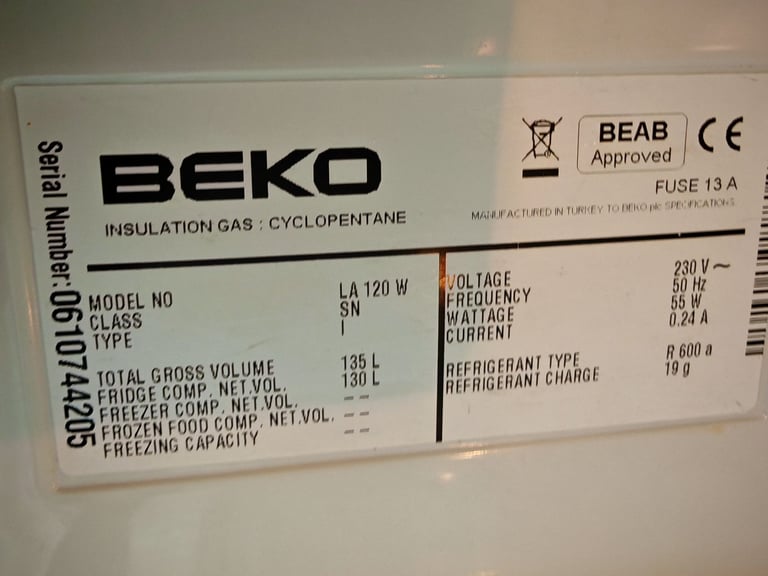 Serial Number:0610744205
BEKO
INSULATION GAS : CYCLOPENTANE
BEAB
Approved
CE
FUSE 13 A
MANUFACTURED IN TURKEY TO BEKO plc SPECIFICATIONS.
MODEL NO LA 120 W
CLASS SN
TYPE I
TOTAL GROSS VOLUME 135 L
FRIDGE COMP. NET.VOL. 130 L
FREEZER COMP. NET.VOL. --
FROZEN FOOD COMP. NET.VOL. --
FREEZING CAPACITY --
VOLTAGE 230 V ~
FREQUENCY 50 Hz
WATTAGE 55 W
CURRENT 0.24 A
REFRIGERANT TYPE R 600 a
REFRIGERANT CHARGE 19 g